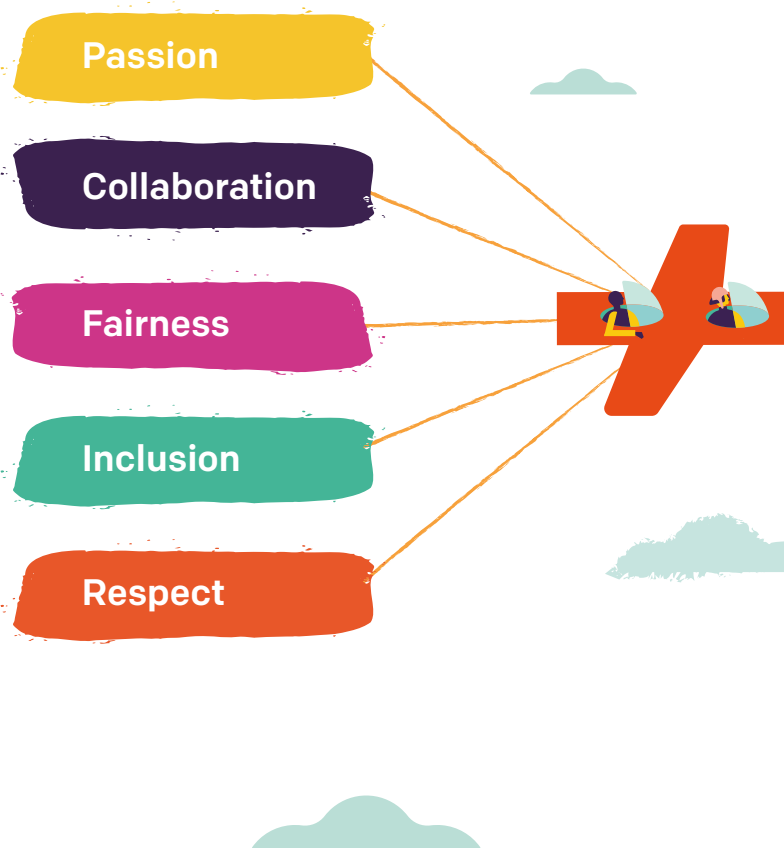 Passion
Collaboration
Fairness
Inclusion
Respect